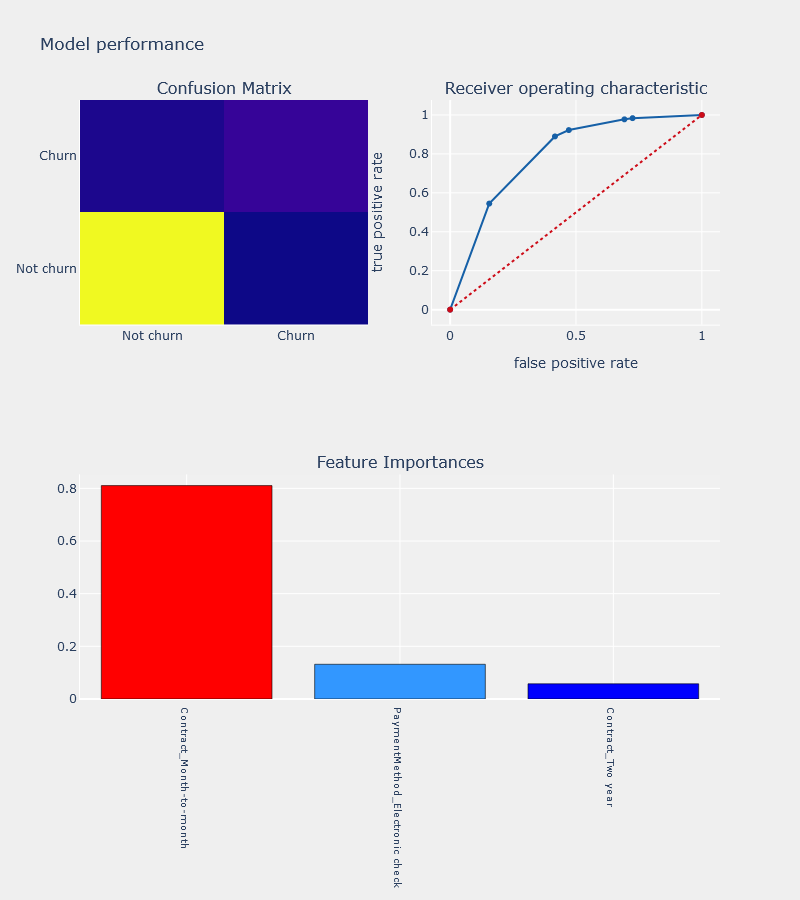 Model performance
Confusion Matrix
Churn
Not churn
Not churn
Churn
Receiver operating characteristic
true positive rate
1
0.8
0.6
0.4
0.2
0
0
0.5
1
false positive rate
Feature Importances
0.8
0.6
0.4
0.2
0
Contract_Month-to-month
PaymentMethod_Electronic check
Contract_Two year